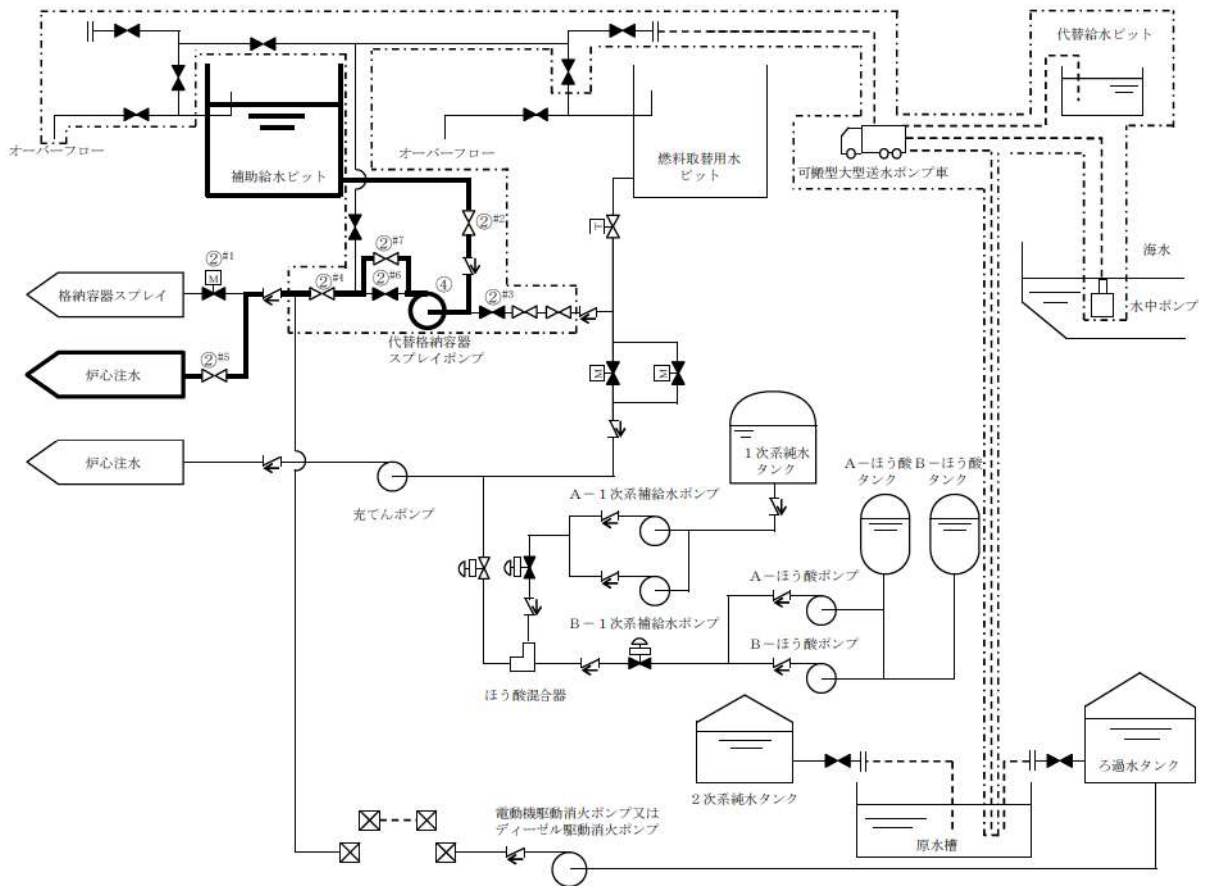 代替給水ピット
オーバーフロー
補助給水ピット
オーバーフロー
燃料取替用水
ピット
可搬型大型送水ポンプ車
海水
水中ポンプ
②#1
M
②#2
②#7
②#4
②#6
④
②#3
T
格納容器スプレイ
代替格納容器
スプレイポンプ
②#5
炉心注水
M
M
炉心注水
充てんポンプ
1次系純水
タンク
A-ほう酸
タンク
B-ほう酸
タンク
A-1次系補給水ポンプ
A-ほう酸ポンプ
B-1次系補給水ポンプ
B-ほう酸ポンプ
ほう酸混合器
2次系純水タンク
ろ過水タンク
原水槽
電動機駆動消火ポンプ又は
ディーゼル駆動消火ポンプ